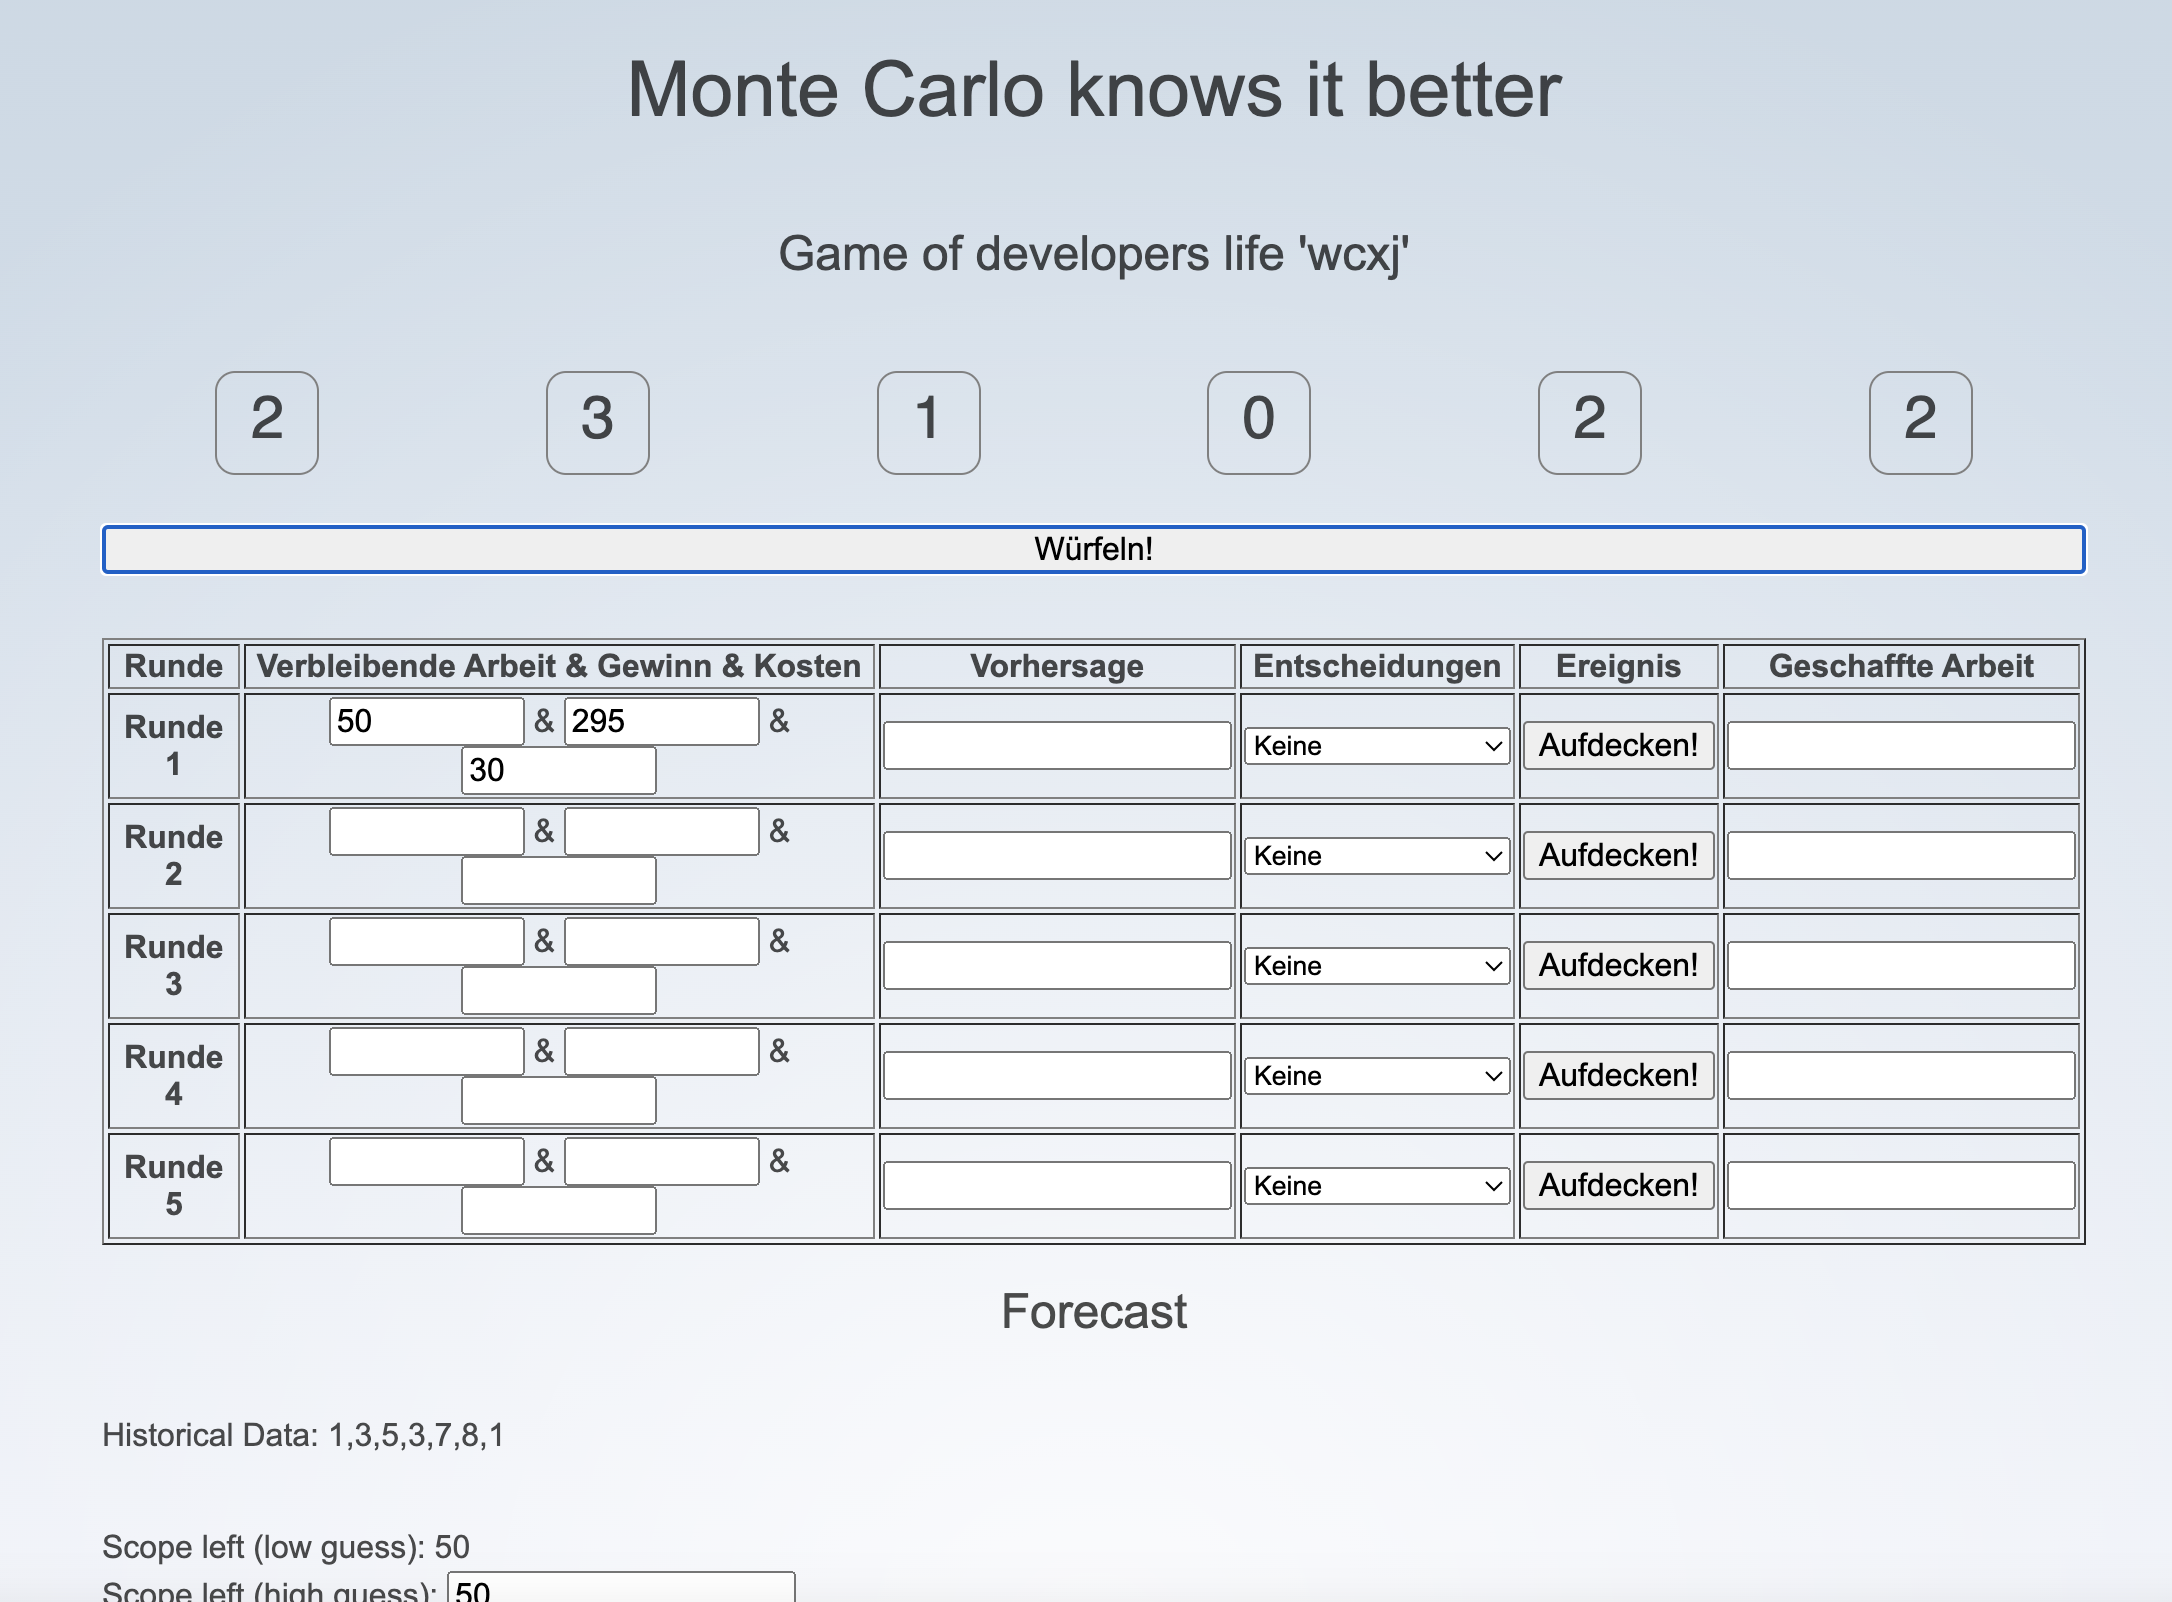 Monte Carlo knows it better
Game of developers life 'wcxj'
2 3 1 0 2 2
Würfeln!
Runde Verbleibende Arbeit & Gewinn & Kosten Vorhersage Entscheidungen Ereignis Geschaffte Arbeit
Runde 1 50 & 295 & 30 Keine Aufdecken!
Runde 2 & & Keine Aufdecken!
Runde 3 & & Keine Aufdecken!
Runde 4 & & Keine Aufdecken!
Runde 5 & & Keine Aufdecken!
Forecast
Historical Data: 1,3,5,3,7,8,1
Scope left (low guess): 50
Scope left (high guess): 50